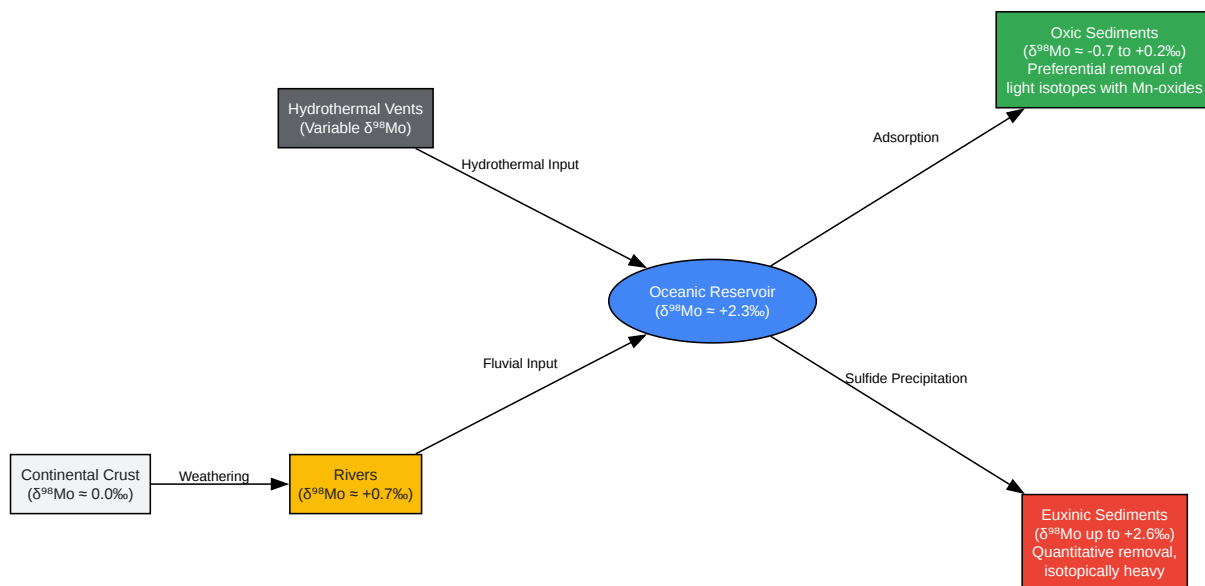 Oxic Sediments
(δ⁹⁸Mo ≈ -0.7 to +0.2‰)
Preferential removal of
light isotopes with Mn-oxides
Hydrothermal Vents
(Variable δ⁹⁸Mo)
Adsorption
Hydrothermal Input
Oceanic Reservoir
(δ⁹⁸Mo ≈ +2.3‰)
Fluvial Input
Sulfide Precipitation
Continental Crust
(δ⁹⁸Mo ≈ 0.0‰)
Weathering
Rivers
(δ⁹⁸Mo ≈ +0.7‰)
Euxinic Sediments
(δ⁹⁸Mo up to +2.6‰)
Quantitative removal,
isotopically heavy